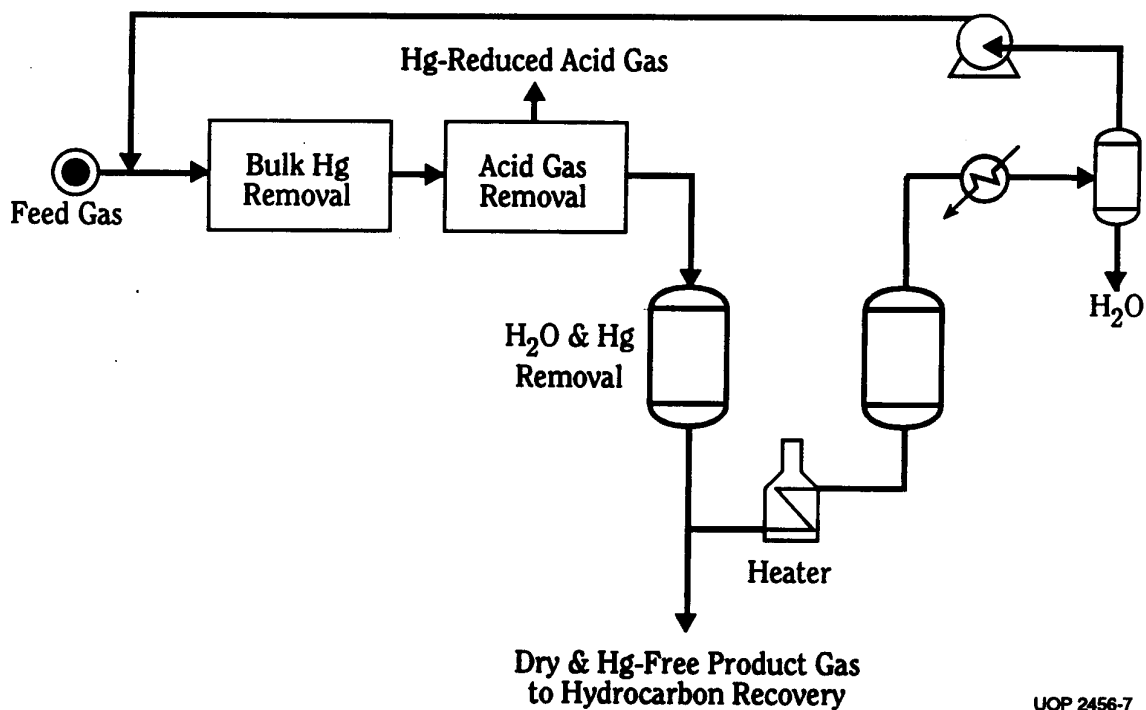 Hg-Reduced Acid Gas
Feed Gas
Bulk Hg
Removal
Acid Gas
Removal
H₂O
H₂O & Hg
Removal
Heater
Dry & Hg-Free Product Gas
to Hydrocarbon Recovery
UOP 2456-7